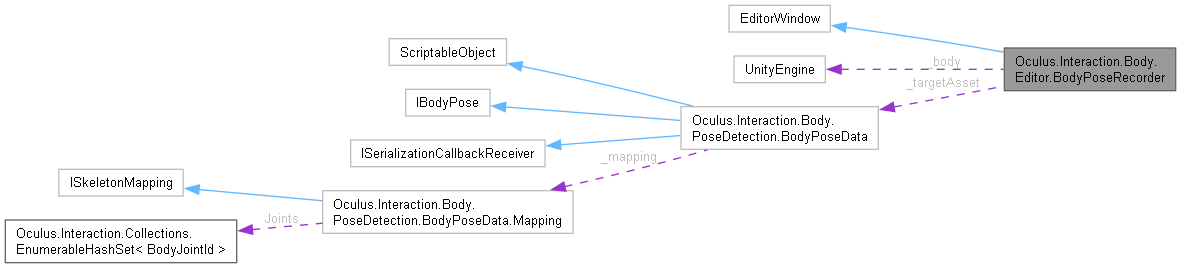 EditorWindow
ScriptableObject
UnityEngine
_body
Oculus.Interaction.Body.
Editor.BodyPoseRecorder
_targetAsset
IBodyPose
Oculus.Interaction.Body.
PoseDetection.BodyPoseData
ISerializationCallbackReceiver
_mapping
ISkeletonMapping
Oculus.Interaction.Body.
PoseDetection.BodyPoseData.Mapping
Joints
Oculus.Interaction.Collections.
EnumerableHashSet< BodyJointId >